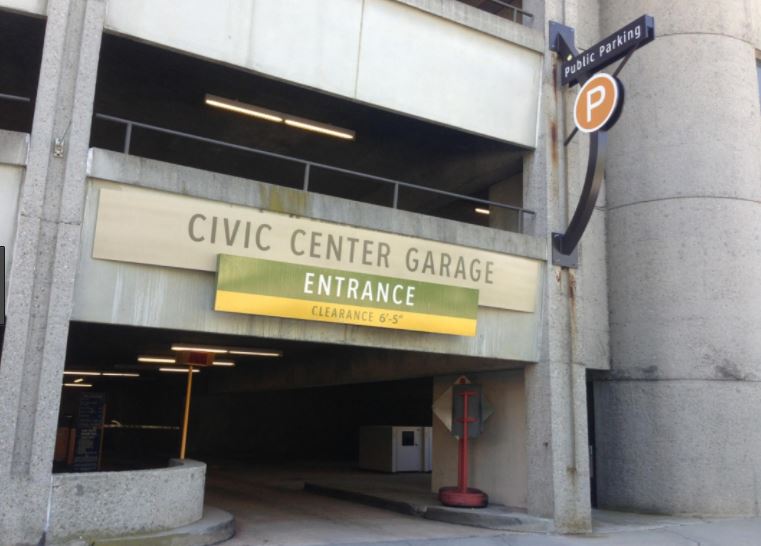 Public Parking
P
CIVIC CENTER GARAGE
ENTRANCE
CLEARANCE 6'-5"